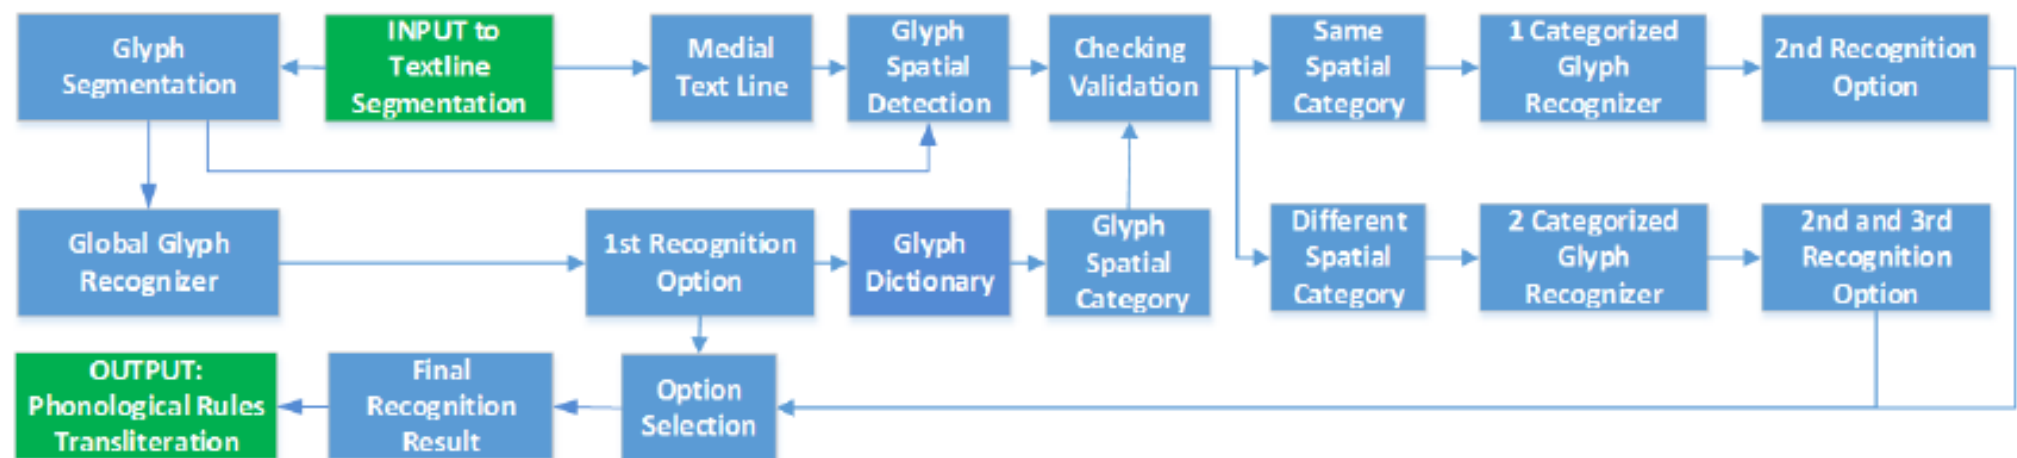 Glyph
Segmentation
INPUT to
Textline
Segmentation
Medial
Text Line
Glyph
Spatial
Detection
Checking
Validation
Same
Spatial
Category
1 Categorized
Glyph
Recognizer
2nd Recognition
Option
Global Glyph
Recognizer
1st Recognition
Option
Glyph
Dictionary
Glyph
Spatial
Category
Different
Spatial
Category
2 Categorized
Glyph
Recognizer
2nd and 3rd
Recognition
Option
OUTPUT:
Phonological Rules
Transliteration
Final
Recognition
Result
Option
Selection